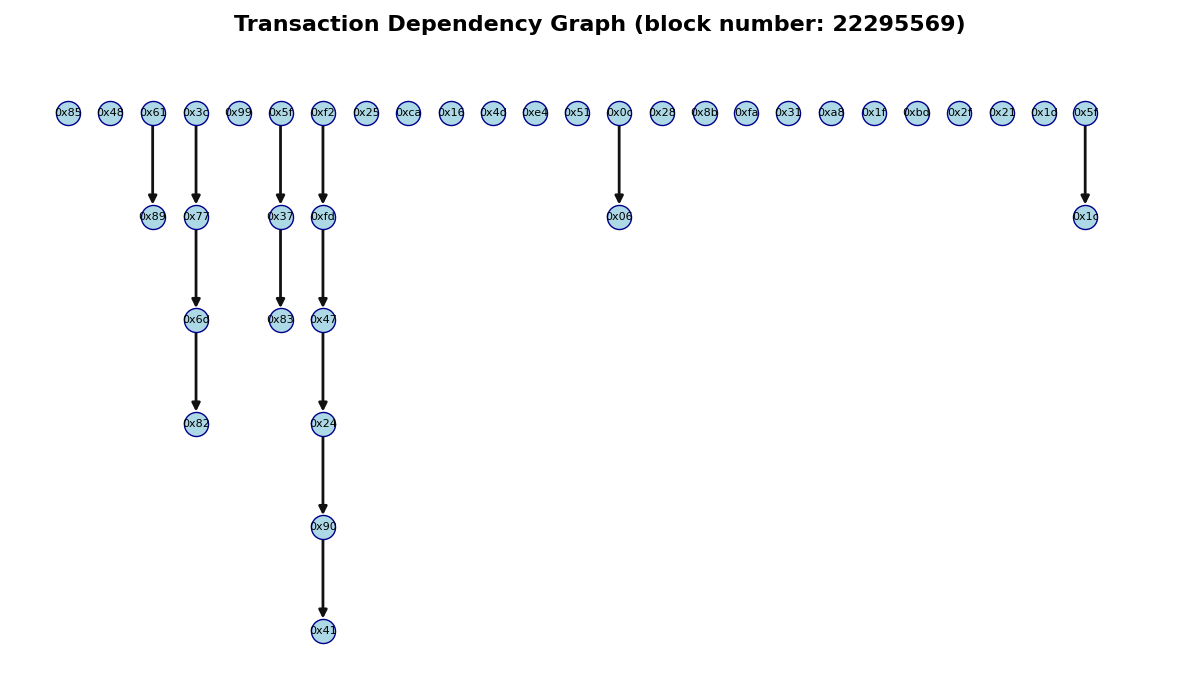 Transaction Dependency Graph (block number: 22295569)
0x85 0x48 0x61 0x3c 0x99 0x5f 0xf2 0x25 0xca 0x16 0x4d 0xe4 0x51 0x0c 0x28 0x8b 0xfa 0x31 0xa8 0x1f 0xbd 0x2f 0x21 0x1d 0x5f
0x89 0x77 0x37 0xfd 0x06 0x1c
0x6d 0x83 0x47
0x82 0x24
0x90
0x41